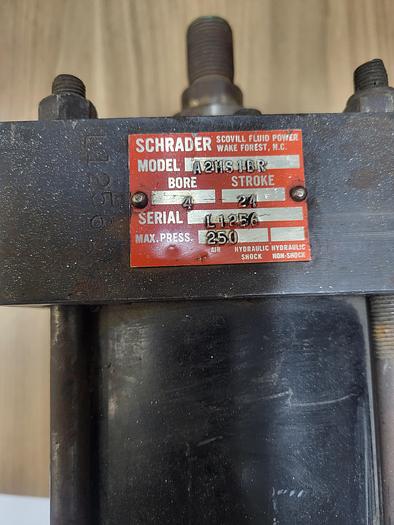 SCHRADER SCOVILL FLUID POWER
WAKE FOREST, N.C.
MODEL A2HS1BR
BORE STROKE
4 24
SERIAL L1256
MAX. PRESS. 250
AIR HYDRAULIC SHOCK HYDRAULIC NON-SHOCK
L1256